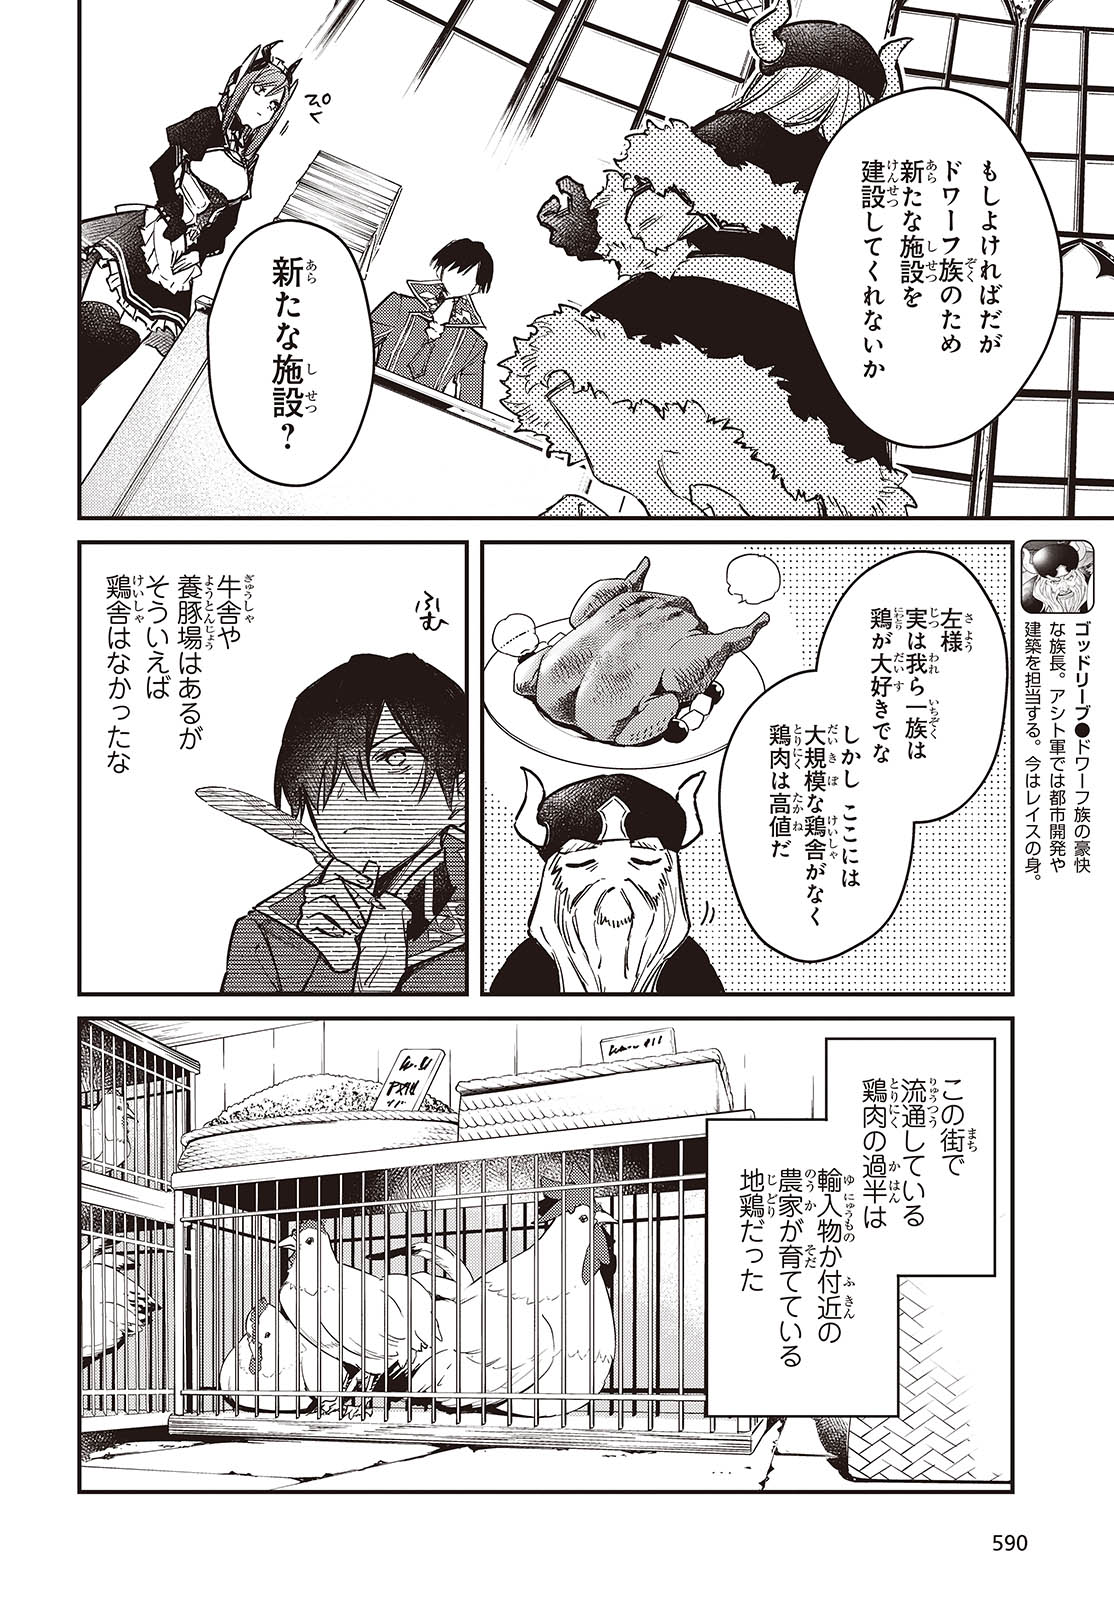 もしよければだが
ドワーフ族のため
新たな施設を
建設してくれないか
ぴく
新たな施設？
ゴッドリーブ●ドワーフ族の豪快
な族長。アシト軍では都市開発や
建築を担当する。今はレイスの身。
左様
実は我ら一族は
鶏が大好きでな
しかし ここには
大規模な鶏舎がなく
鶏肉は高値だ
ふむ
牛舎や
養豚場はあるが
そういえば
鶏舎はなかったな
この街で
流通している
鶏肉の過半は
輸入物か付近の
農家が育てている
地鶏だった
590